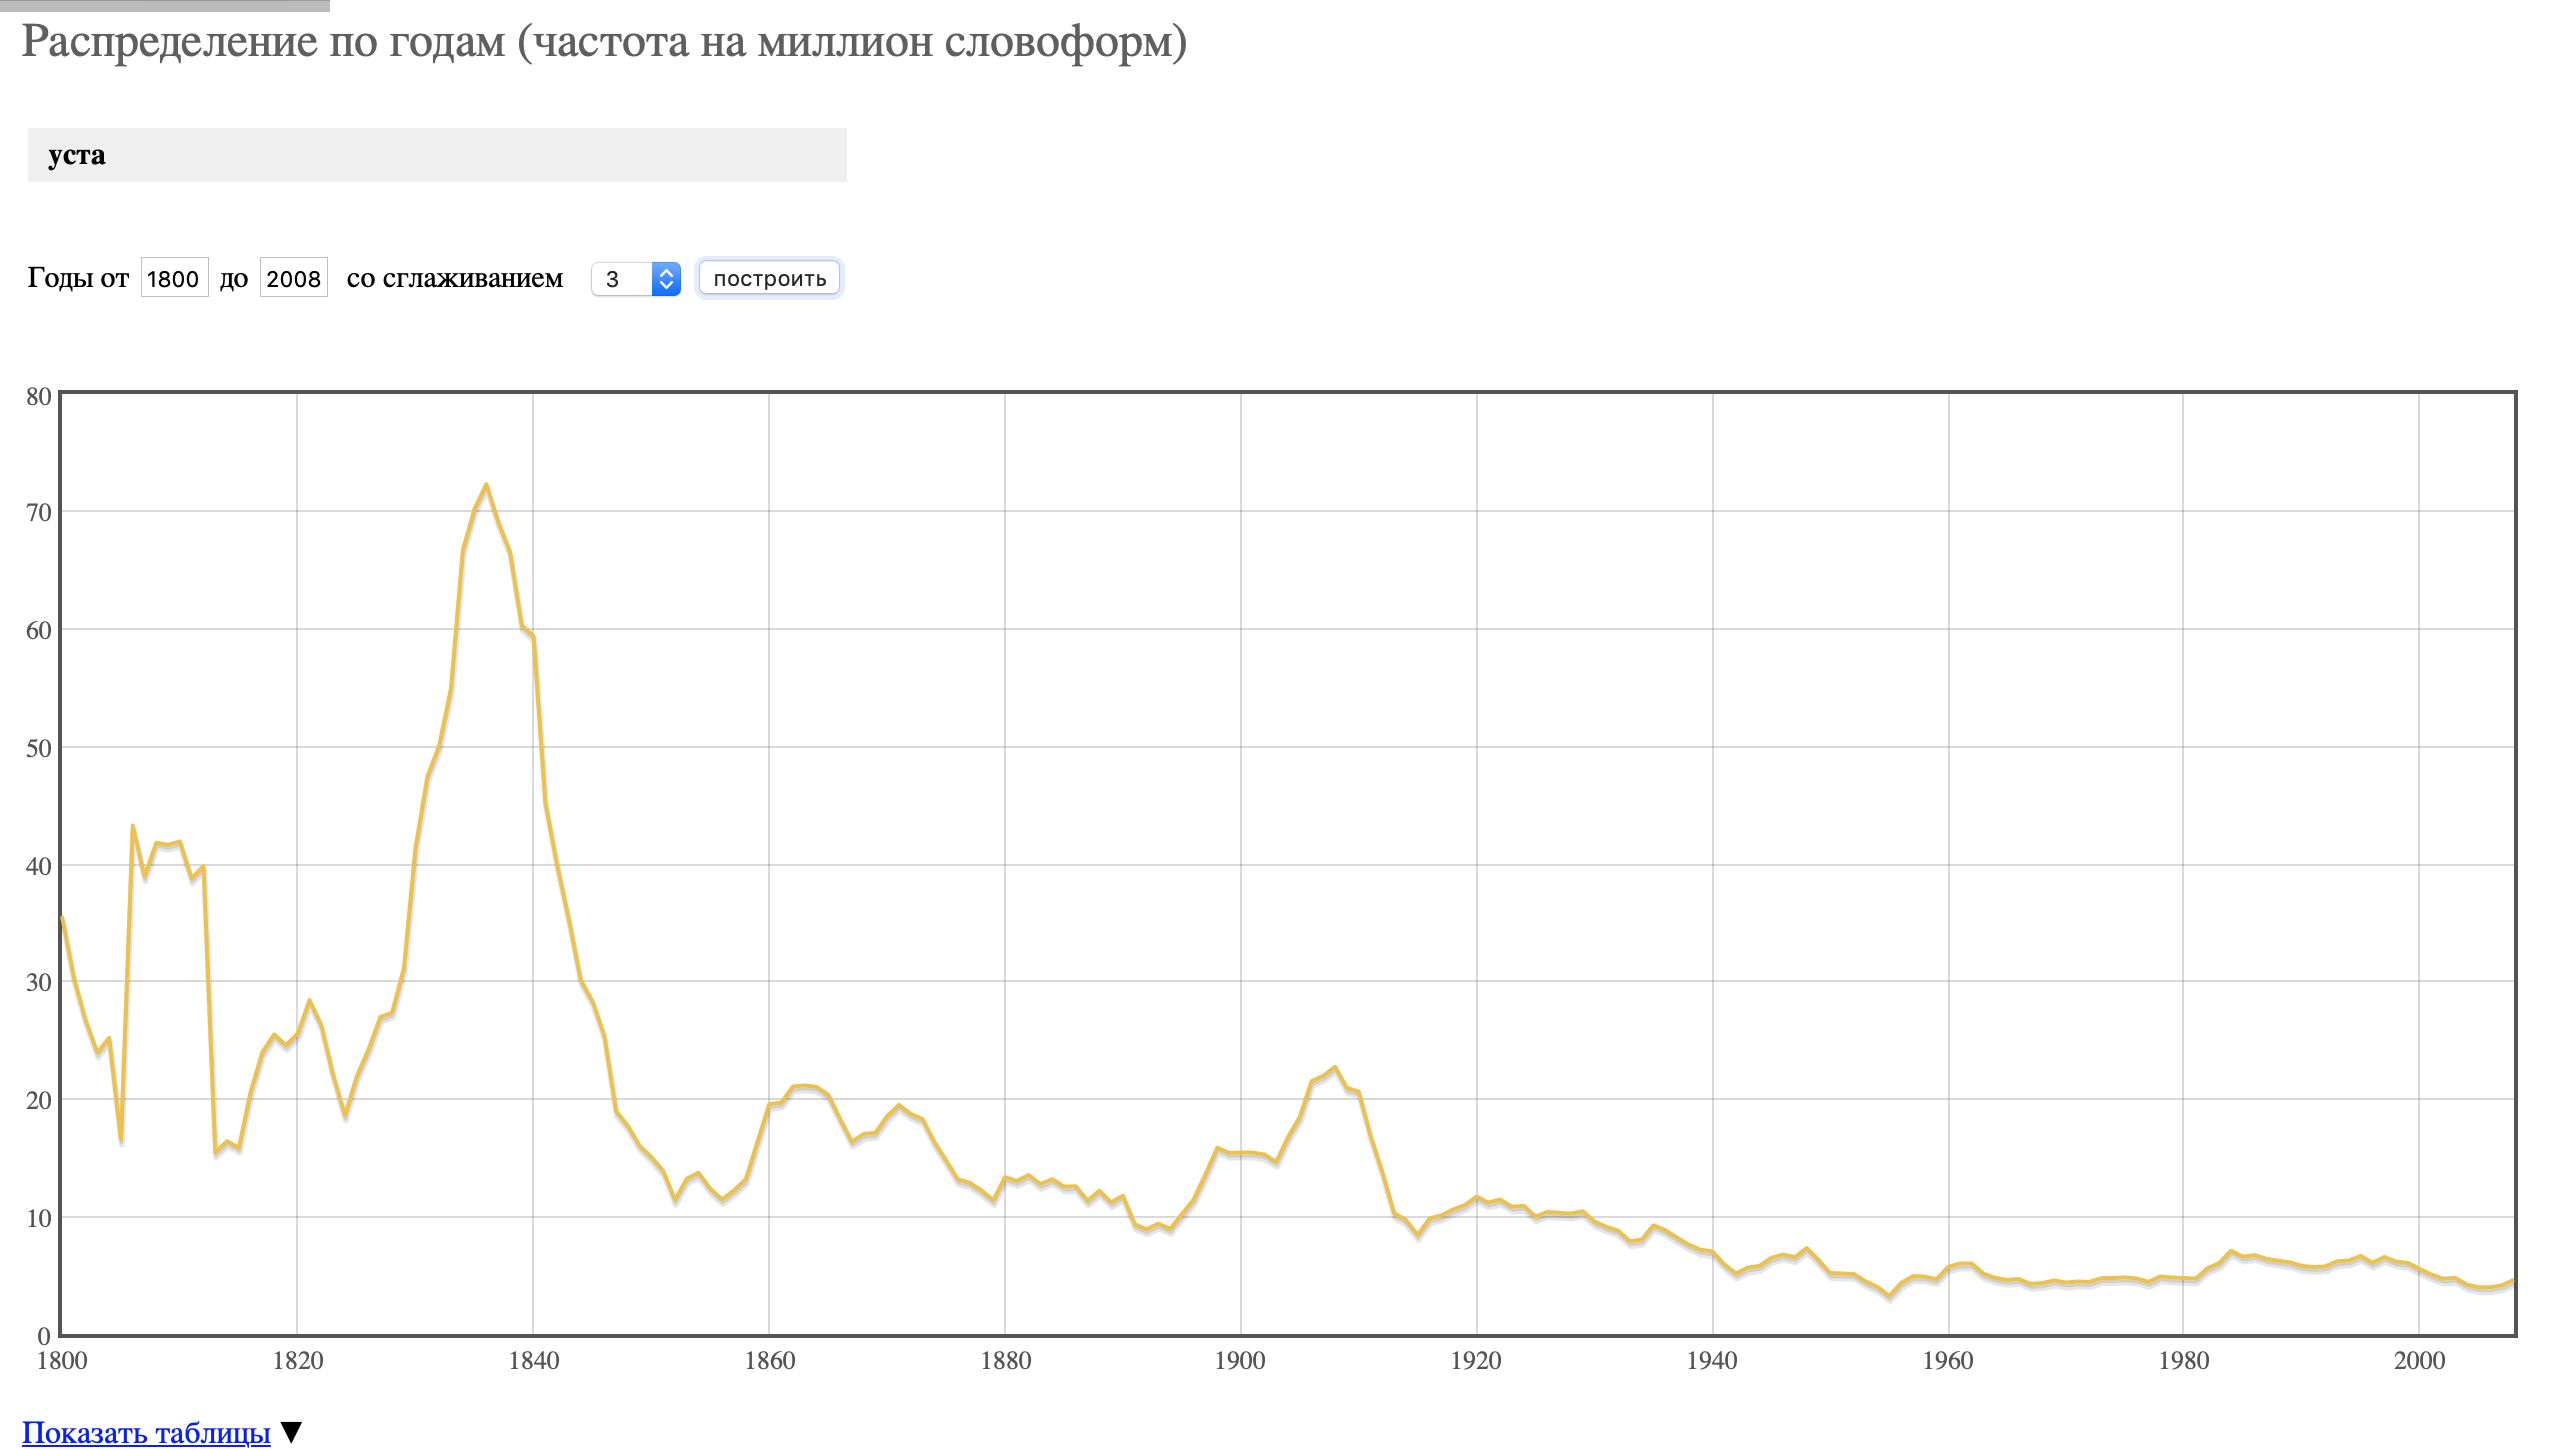 Распределение по годам (частота на миллион словоформ)
уста
Годы от 1800 до 2008 со сглаживанием 3 построить
80
70
60
50
40
30
20
10
0
1800 1820 1840 1860 1880 1900 1920 1940 1960 1980 2000
Показать таблицы ▼